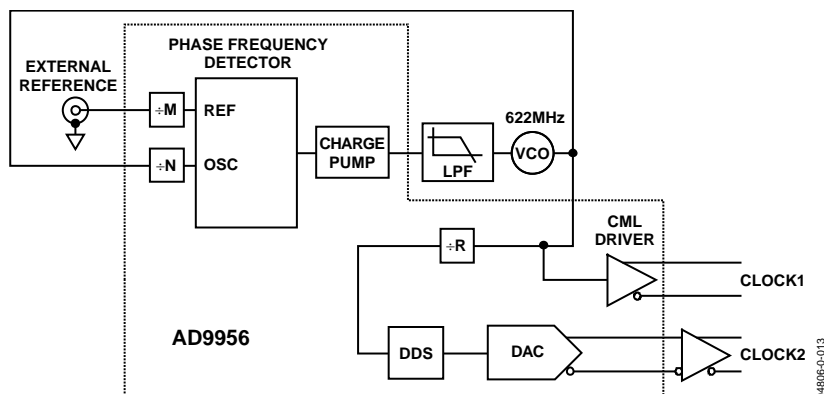 PHASE FREQUENCY
DETECTOR
EXTERNAL
REFERENCE
÷M
REF
÷N
OSC
CHARGE
PUMP
LPF
622MHz
VCO
÷R
CML
DRIVER
CLOCK1
AD9956
DDS
DAC
CLOCK2
4806-0-013